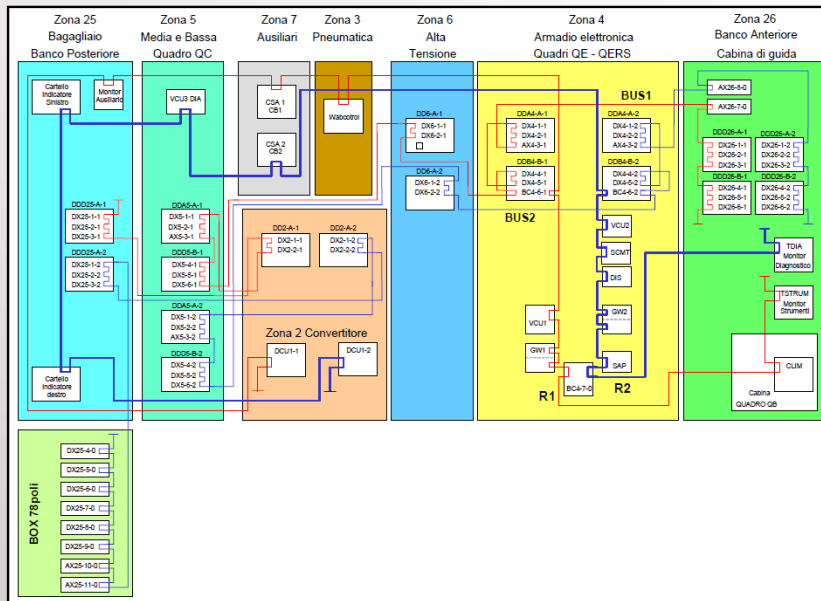 Zona 25
Bagagliaio
Banco Posteriore
Zona 5
Media e Bassa
Quadro QC
Zona 7
Ausiliari
Zona 3
Pneumatica
Zona 6
Alta
Tensione
Zona 4
Armadio elettronica
Quadri QE - QERS
Zona 26
Banco Anteriore
Cabina di guida
Cartello
Indicatore
Sinistro
Monitor
Ausiliario
DDD25-A-1
DX25-1-1
DX25-2-1
DX25-3-1
DDD25-A-2
DX25-1-2
DX25-2-2
DX25-3-2
Cartello
Indicatore
destro
VCU3 DIA
DDA5-A-1
DX5-1-1
DX5-2-1
AX5-3-1
DDD5-B-1
DX5-4-1
DX5-5-1
DX5-6-1
DDA5-A-2
DX5-1-2
DX5-2-2
AX5-3-2
DDD5-B-2
DX5-4-2
DX5-5-2
DX5-6-2
CSA 1
CB1
CSA 2
CB2
Wabcotrol
DD2-A-1
DX2-1-1
DX2-2-1
DD2-A-2
DX2-1-2
DX2-2-2
Zona 2 Convertitore
DCU1-1
DCU1-2
DD6-A-1
DX6-1-1
DX6-2-1
DD6-A-2
DX6-1-2
DX6-2-2
BUS1
DDA4-A-1
DX4-1-1
DX4-2-1
AX4-3-1
DDA4-A-2
DX4-1-2
DX4-2-2
AX4-3-2
DDB4-B-1
DX4-4-1
DX4-5-1
BC4-6-1
DDB4-B-2
DX4-4-2
DX4-5-2
BC4-6-2
BUS2
VCU2
SCMT
DIS
VCU1
GW2
GW1
SAP
BC4-7-0
R1
R2
AX26-8-0
AX26-7-0
DDD26-A-1
DX26-1-1
DX26-2-1
DX26-3-1
DDD26-A-2
DX26-1-2
DX26-2-2
DX26-3-2
DDD26-B-1
DX26-4-1
DX26-5-1
DX26-6-1
DDD26-B-2
DX26-4-2
DX26-5-2
DX26-6-2
TDIA
Monitor
Diagnostico
TSTRUM
Monitor
Strumenti
CLIM
Cabina
QUADRO QB
BOX 78poli
DX25-4-0
DX25-5-0
DX25-6-0
DX25-7-0
DX25-8-0
DX25-9-0
AX25-10-0
AX25-11-0